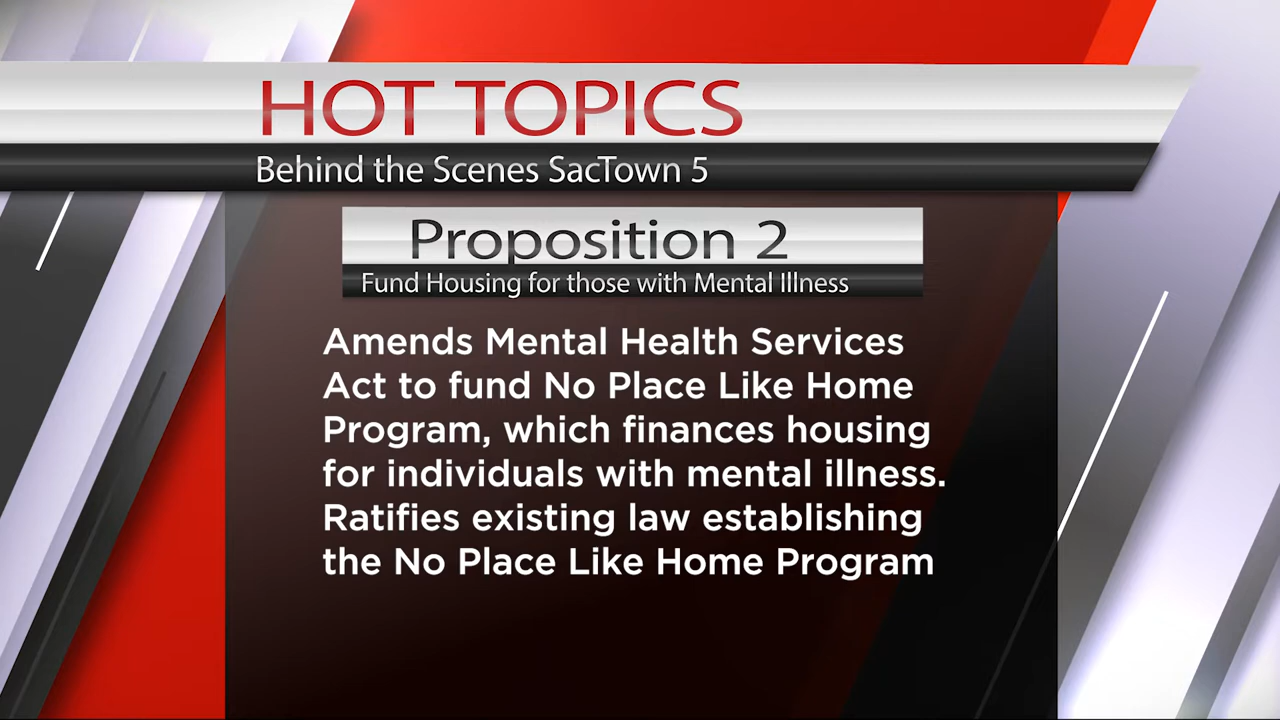 HOT TOPICS
Behind the Scenes SacTown 5
Proposition 2
Fund Housing for those with Mental Illness
Amends Mental Health Services
Act to fund No Place Like Home
Program, which finances housing
for individuals with mental illness.
Ratifies existing law establishing
the No Place Like Home Program